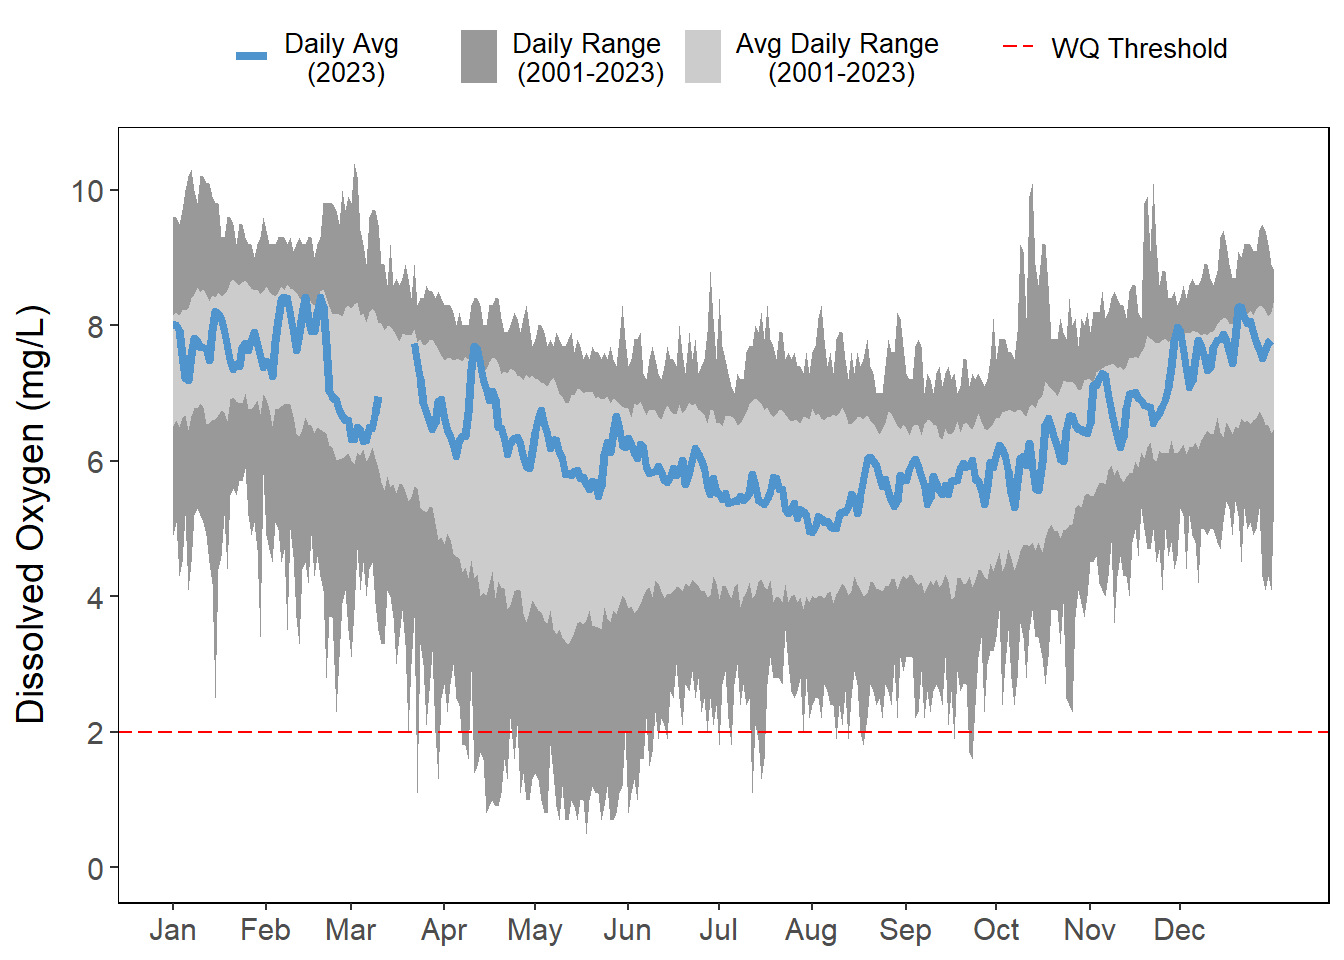 Daily Avg
(2023)
Daily Range
(2001-2023)
Avg Daily Range
(2001-2023)
WQ Threshold
Dissolved Oxygen (mg/L)
10
8
6
4
2
0
Jan Feb Mar Apr May Jun Jul Aug Sep Oct Nov Dec